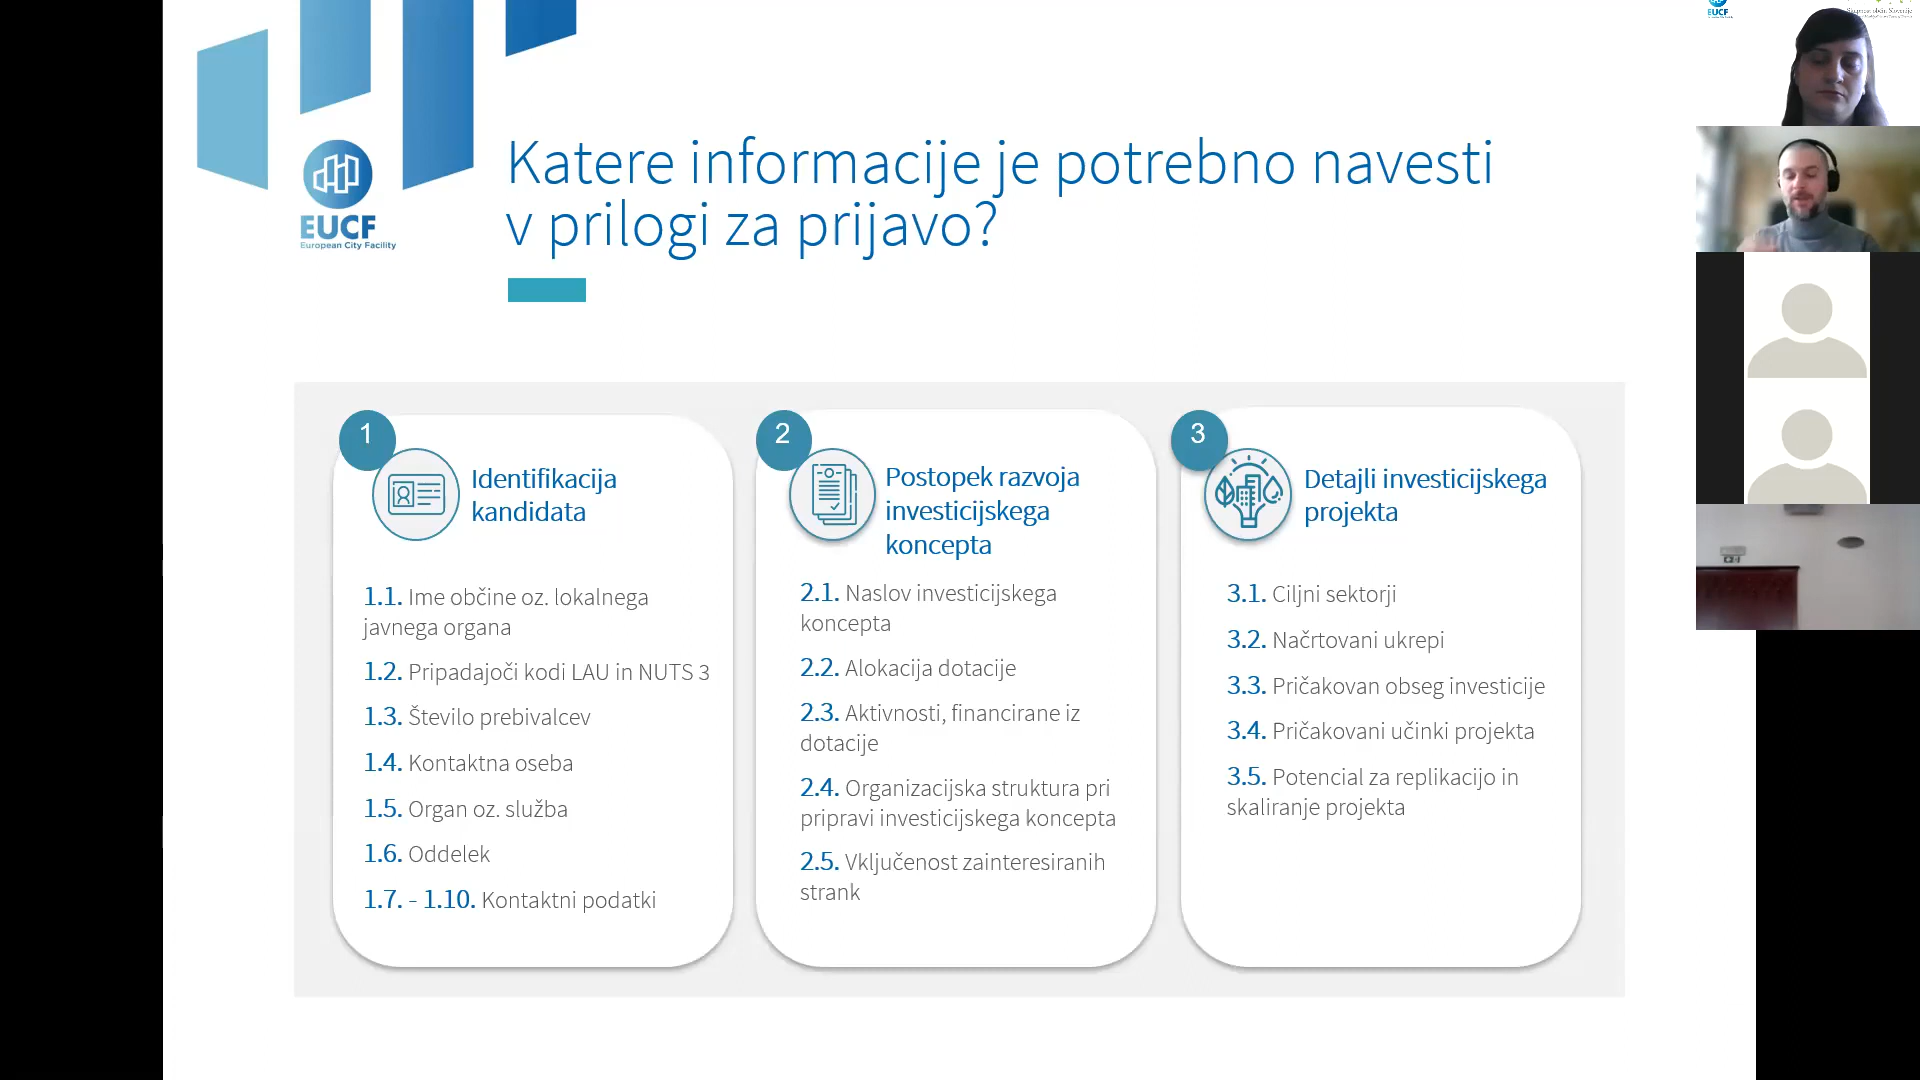 EUCF
European City Facility
Katere informacije je potrebno navesti
v prilogi za prijavo?
1
Identifikacija
kandidata
1.1. Ime občine oz. lokalnega
javnega organa
1.2. Pripadajoči kodi LAU in NUTS 3
1.3. Število prebivalcev
1.4. Kontaktna oseba
1.5. Organ oz. služba
1.6. Oddelek
1.7. - 1.10. Kontaktni podatki
2
Postopek razvoja
investicijskega
koncepta
2.1. Naslov investicijskega
koncepta
2.2. Alokacija dotacije
2.3. Aktivnosti, financirane iz
dotacije
2.4. Organizacijska struktura pri
pripravi investicijskega koncepta
2.5. Vključenost zainteresiranih
strank
3
Detajli investicijskega
projekta
3.1. Ciljni sektorji
3.2. Načrtovani ukrepi
3.3. Pričakovan obseg investicije
3.4. Pričakovani učinki projekta
3.5. Potencial za replikacijo in
skaliranje projekta
EUCF
Skupnost občin Slovenije